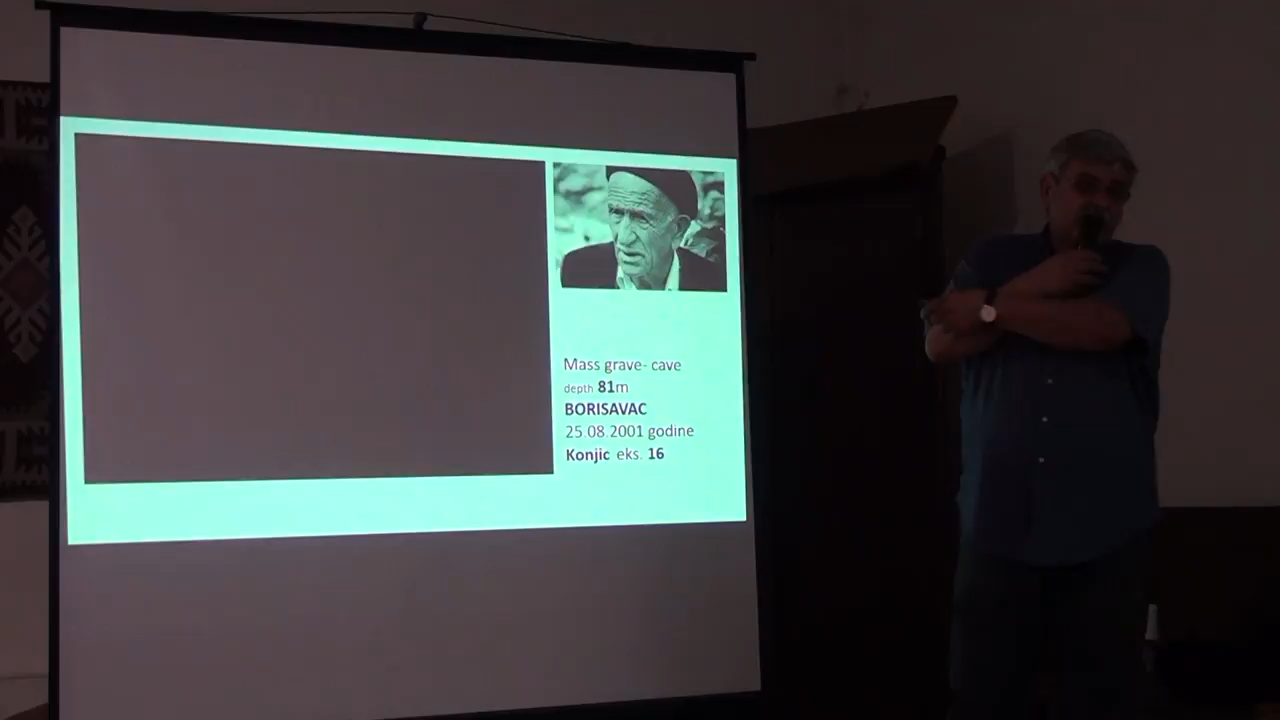 Mass grave- cave
depth 81m
BORISAVAC
25.08.2001 godine
Konjic eks. 16